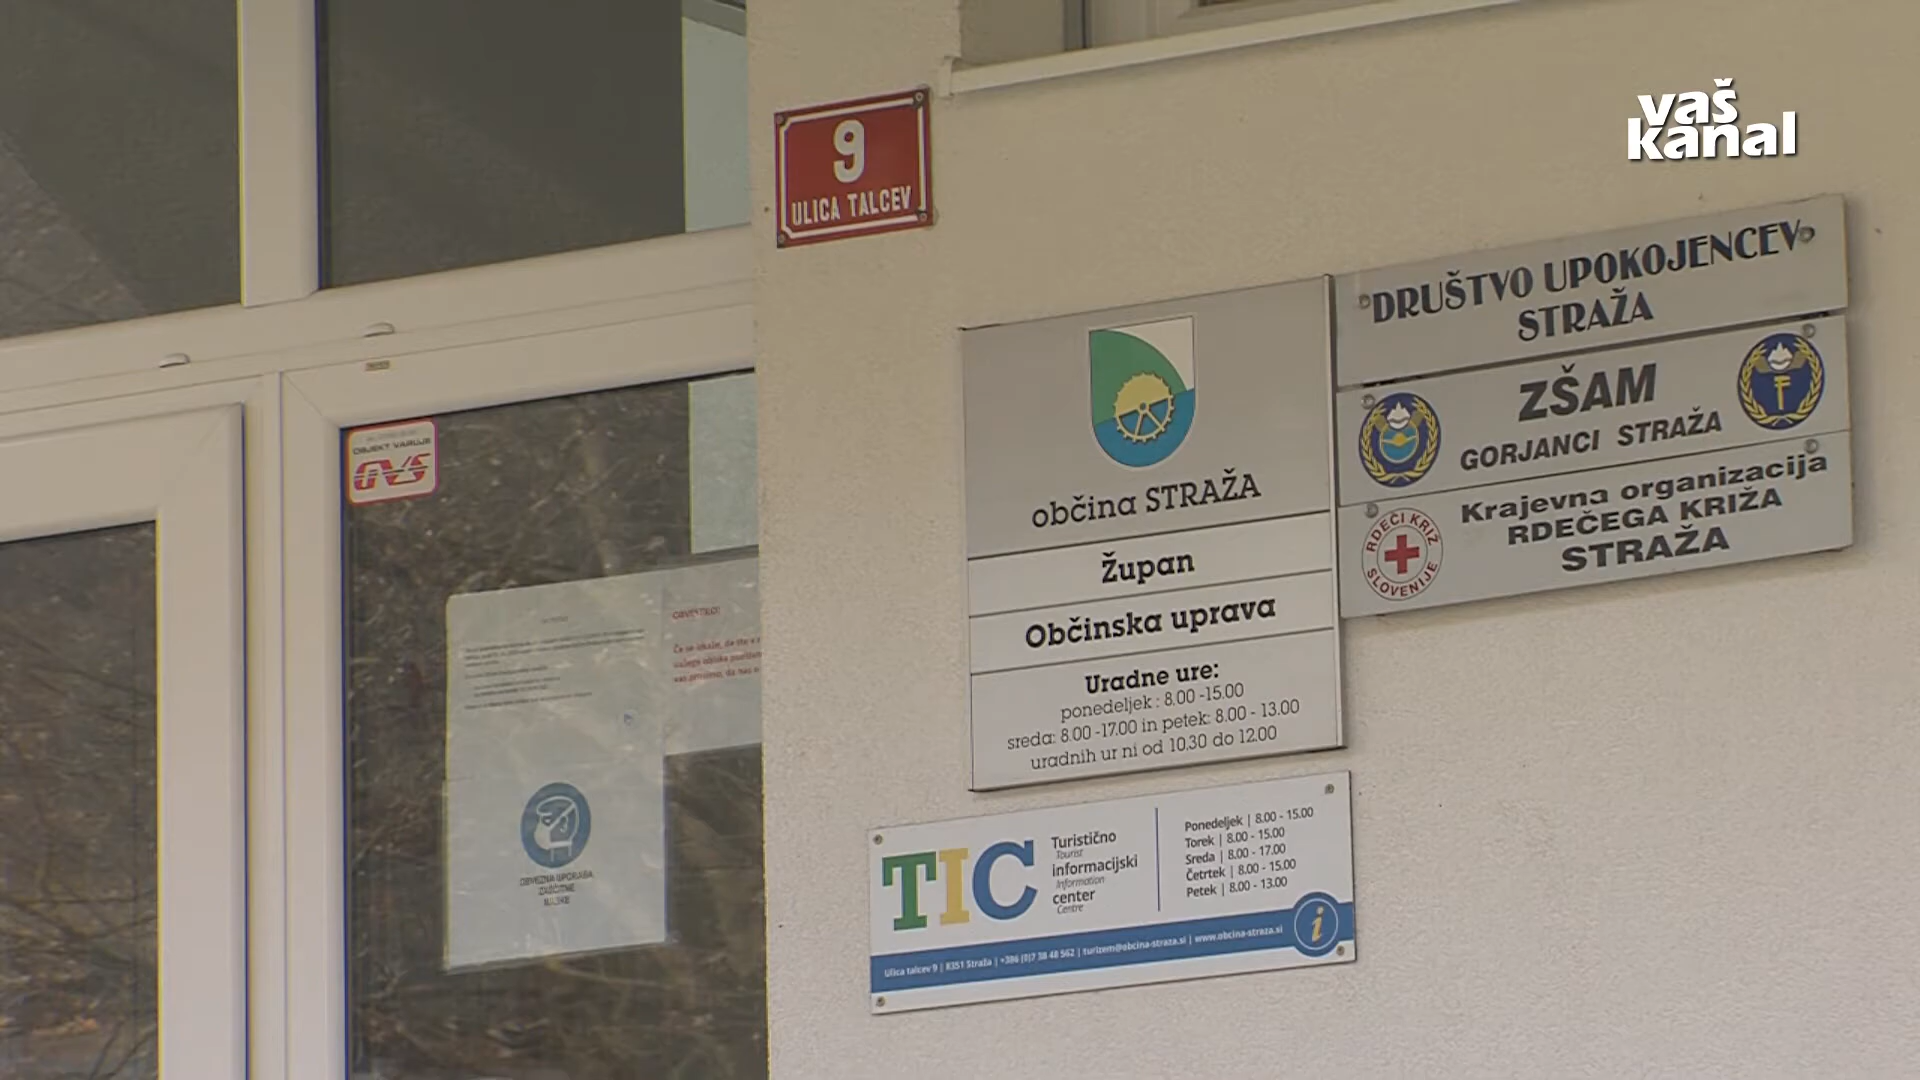 vaš
kanal
9
ULICA TALCEV
DRUŠTVO UPOKOJENCEV
STRAŽA
ZŠAM
GORJANCI STRAŽA
Krajevna organizacija
RDEČEGA KRIŽA
STRAŽA
RDEČI KRIŽ
SLOVENIJE
občina STRAŽA
Župan
Občinska uprava
Uradne ure:
ponedeljek : 8.00 -15.00
sreda: 8.00 -17.00 in petek: 8.00 - 13.00
uradnih ur ni od 10.30 do 12.00
TIC
Turistično
Tourist
informacijski
Information
center
Centre
Ponedeljek | 8.00 - 15.00
Torek | 8.00 - 15.00
Sreda | 8.00 - 17.00
Četrtek | 8.00 - 15.00
Petek | 8.00 - 13.00
i
Ulica talcev 9 | 8351 Straža | +386 (0)7 38 48 562 | turizem@obcina-straza.si | www.obcina-straza.si
OBJEKT VARUJE
OBVESTILO!
OBVEZNA UPORABA
ZAŠČITNE
MASKE